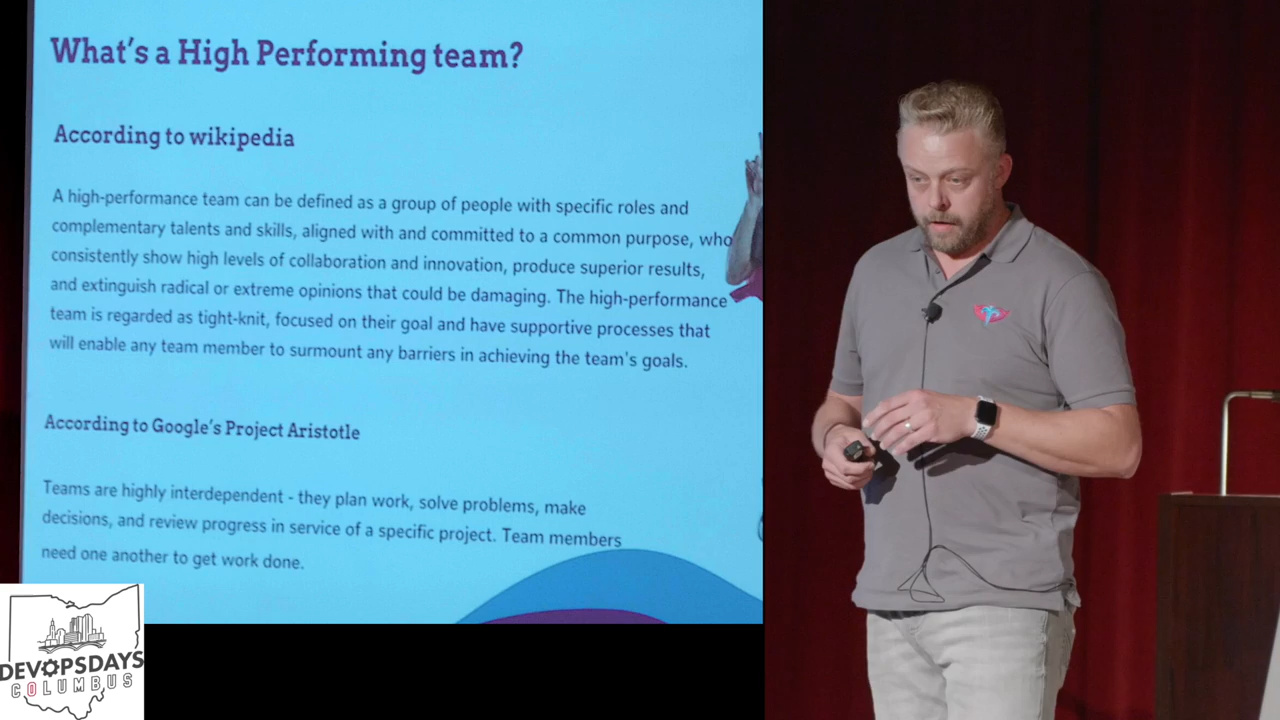 What's a High Performing team?
According to wikipedia
A high-performance team can be defined as a group of people with specific roles and
complementary talents and skills, aligned with and committed to a common purpose, who
consistently show high levels of collaboration and innovation, produce superior results,
and extinguish radical or extreme opinions that could be damaging. The high-performance
team is regarded as tight-knit, focused on their goal and have supportive processes that
will enable any team member to surmount any barriers in achieving the team's goals.
According to Google's Project Aristotle
Teams are highly interdependent - they plan work, solve problems, make
decisions, and review progress in service of a specific project. Team members
need one another to get work done.
DEVOPSDAYS
COLUMBUS